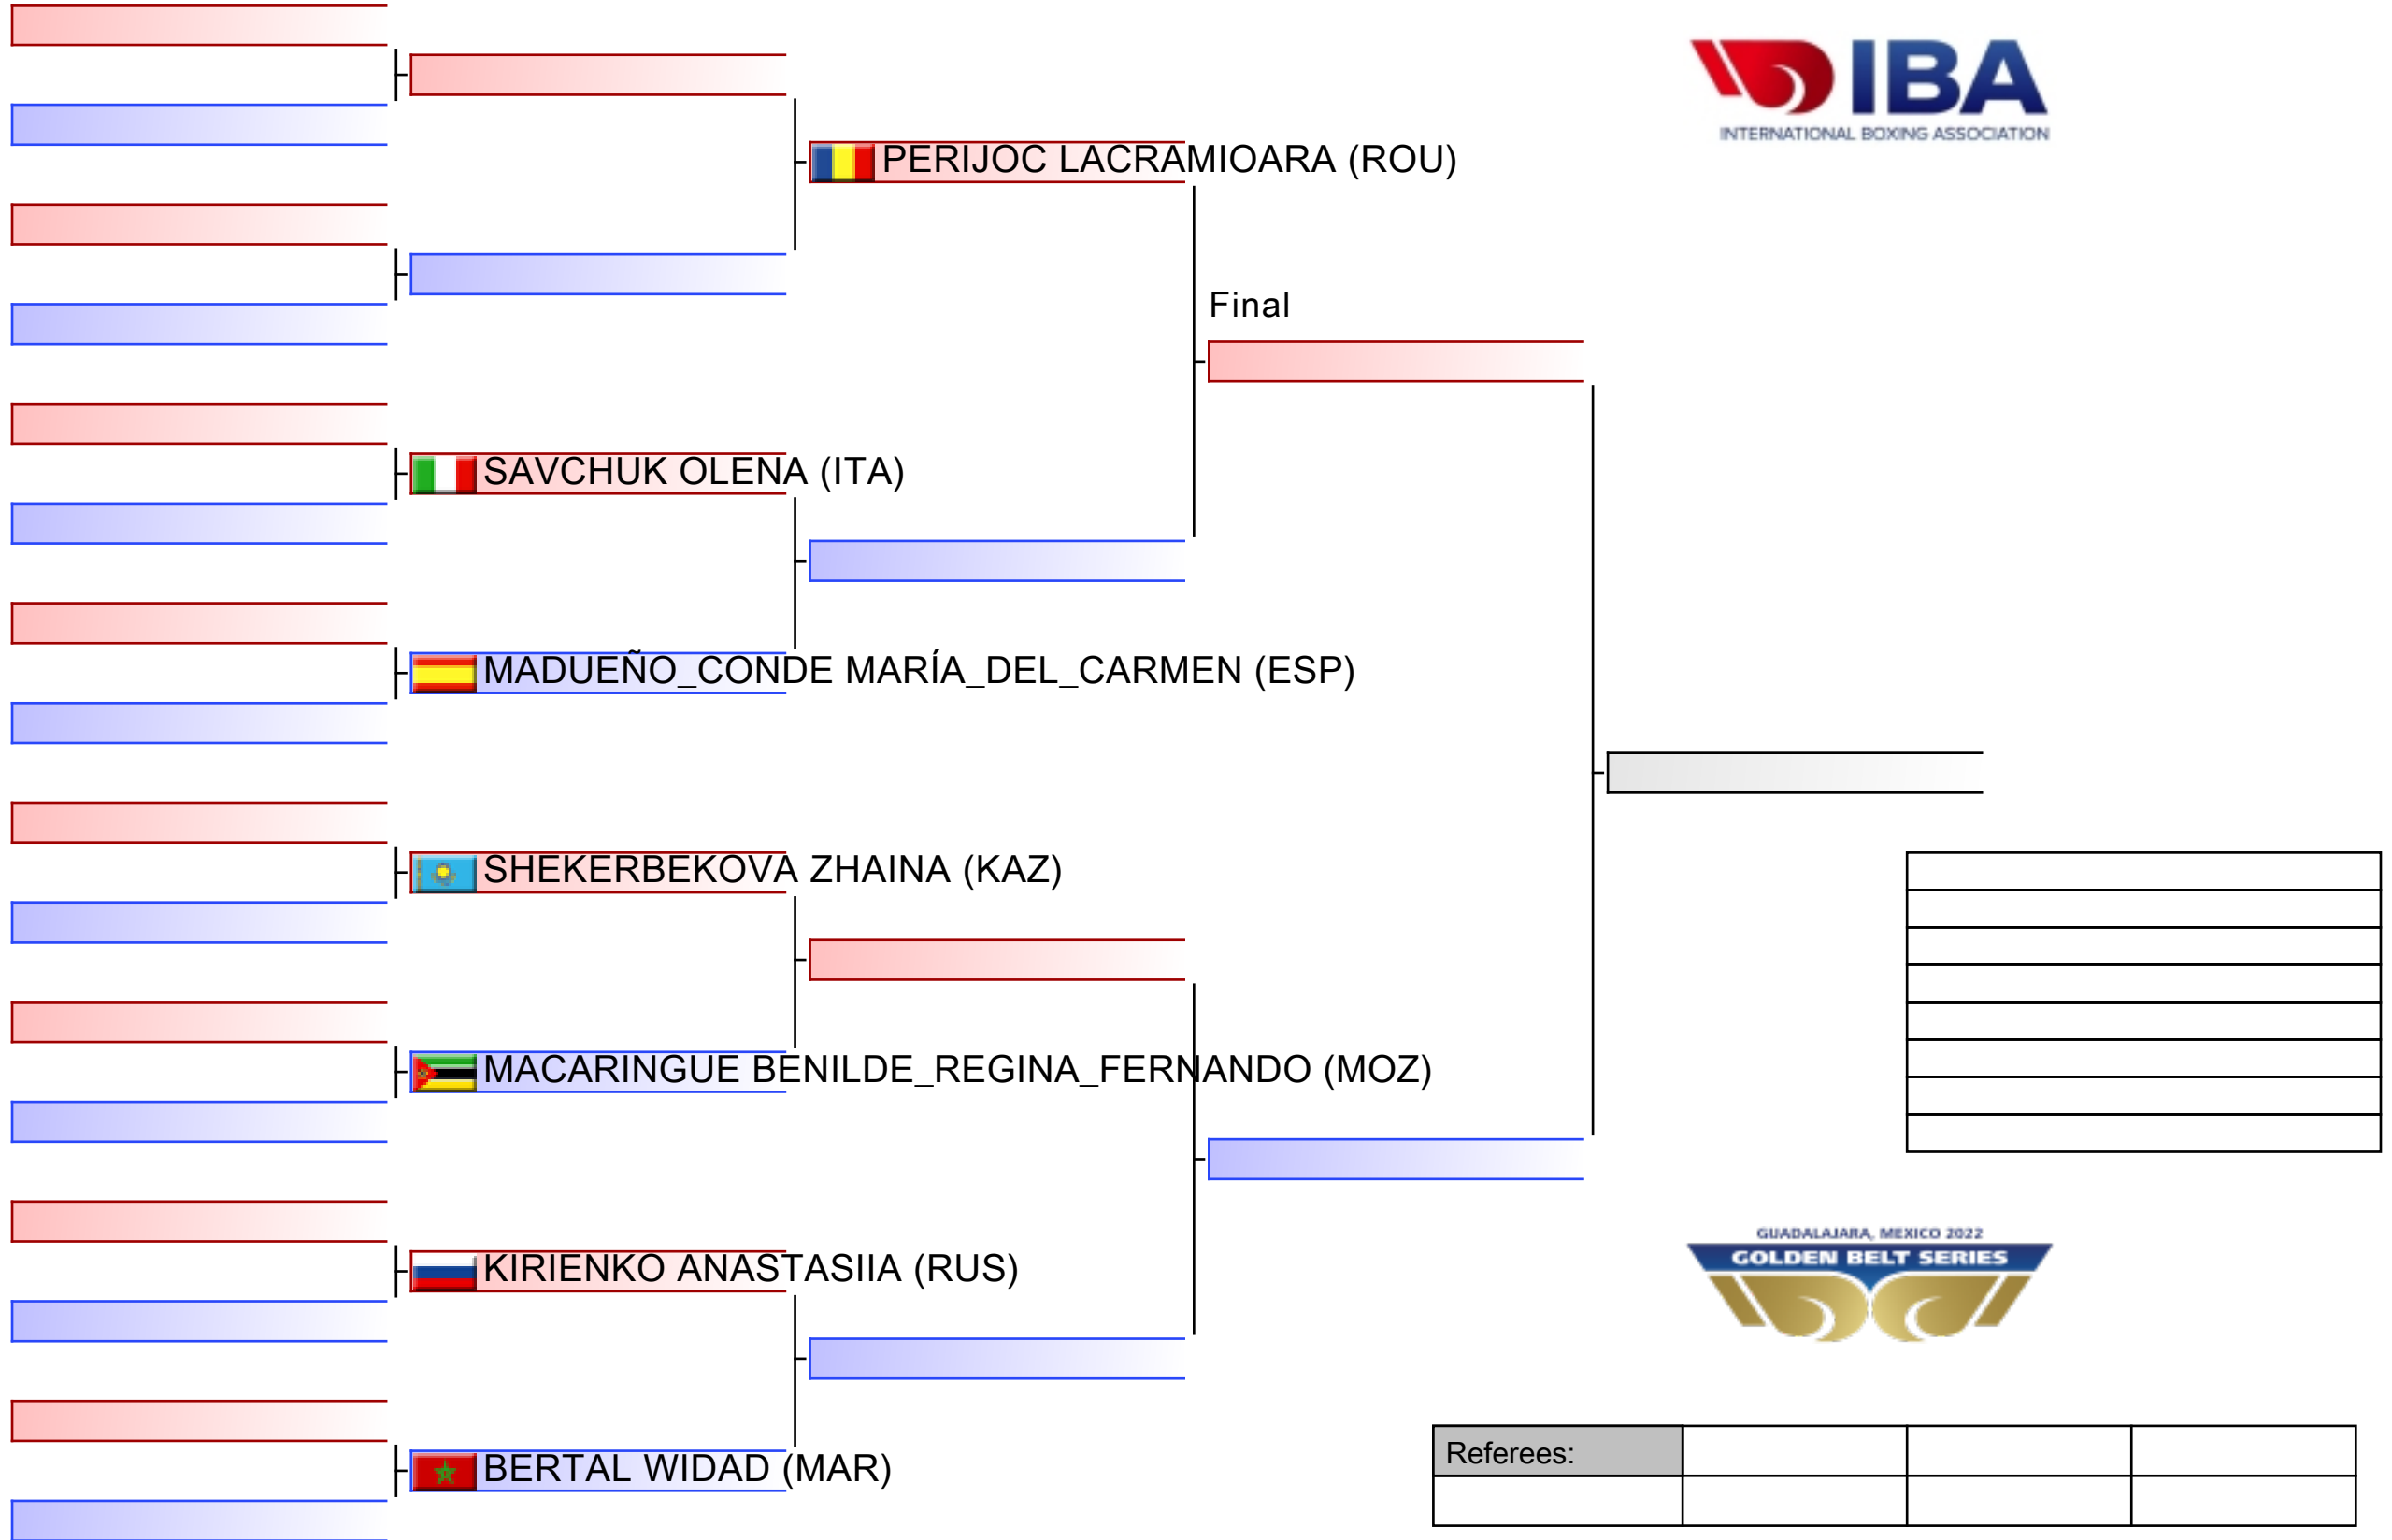 IBA
INTERNATIONAL BOXING ASSOCIATION
PERIJOC LACRAMIOARA (ROU)
Final
SAVCHUK OLENA (ITA)
MADUEÑO_CONDE MARÍA_DEL_CARMEN (ESP)
SHEKERBEKOVA ZHAINA (KAZ)
MACARINGUE BENILDE_REGINA_FERNANDO (MOZ)
GUADALAJARA, MEXICO 2022
GOLDEN BELT SERIES
KIRIENKO ANASTASIIA (RUS)
BERTAL WIDAD (MAR)
Referees: